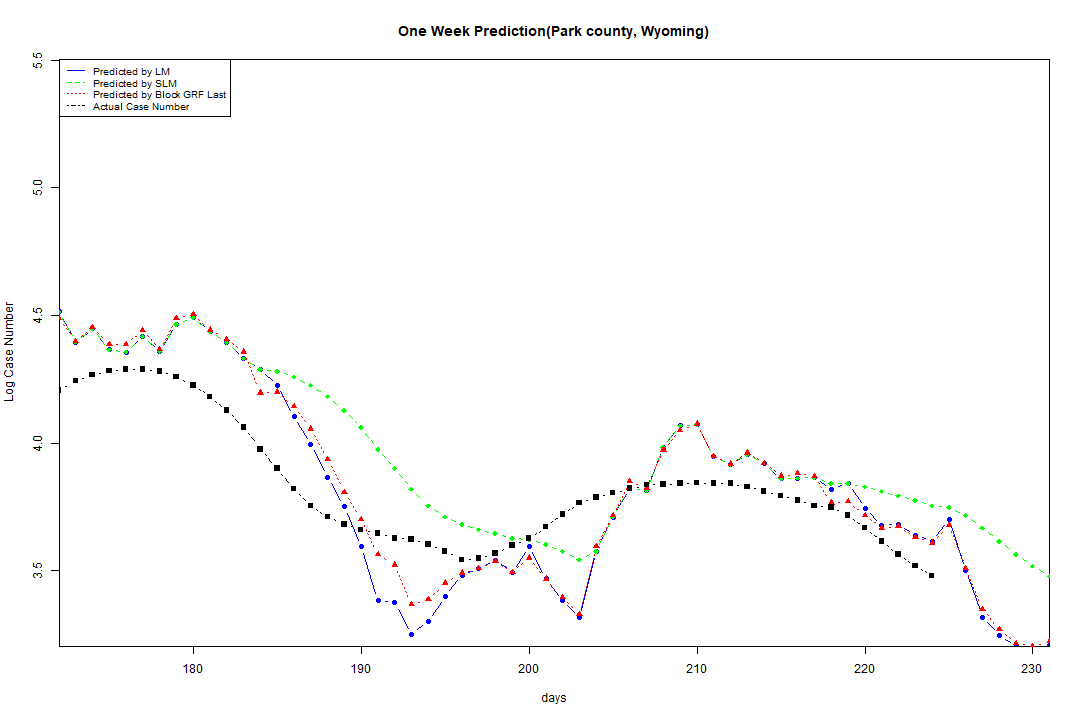 One Week Prediction(Park county, Wyoming)
Predicted by LM
Predicted by SLM
Predicted by Block GRF Last
Actual Case Number
5.5
5.0
4.5
4.0
3.5
Log Case Number
180 190 200 210 220 230
days